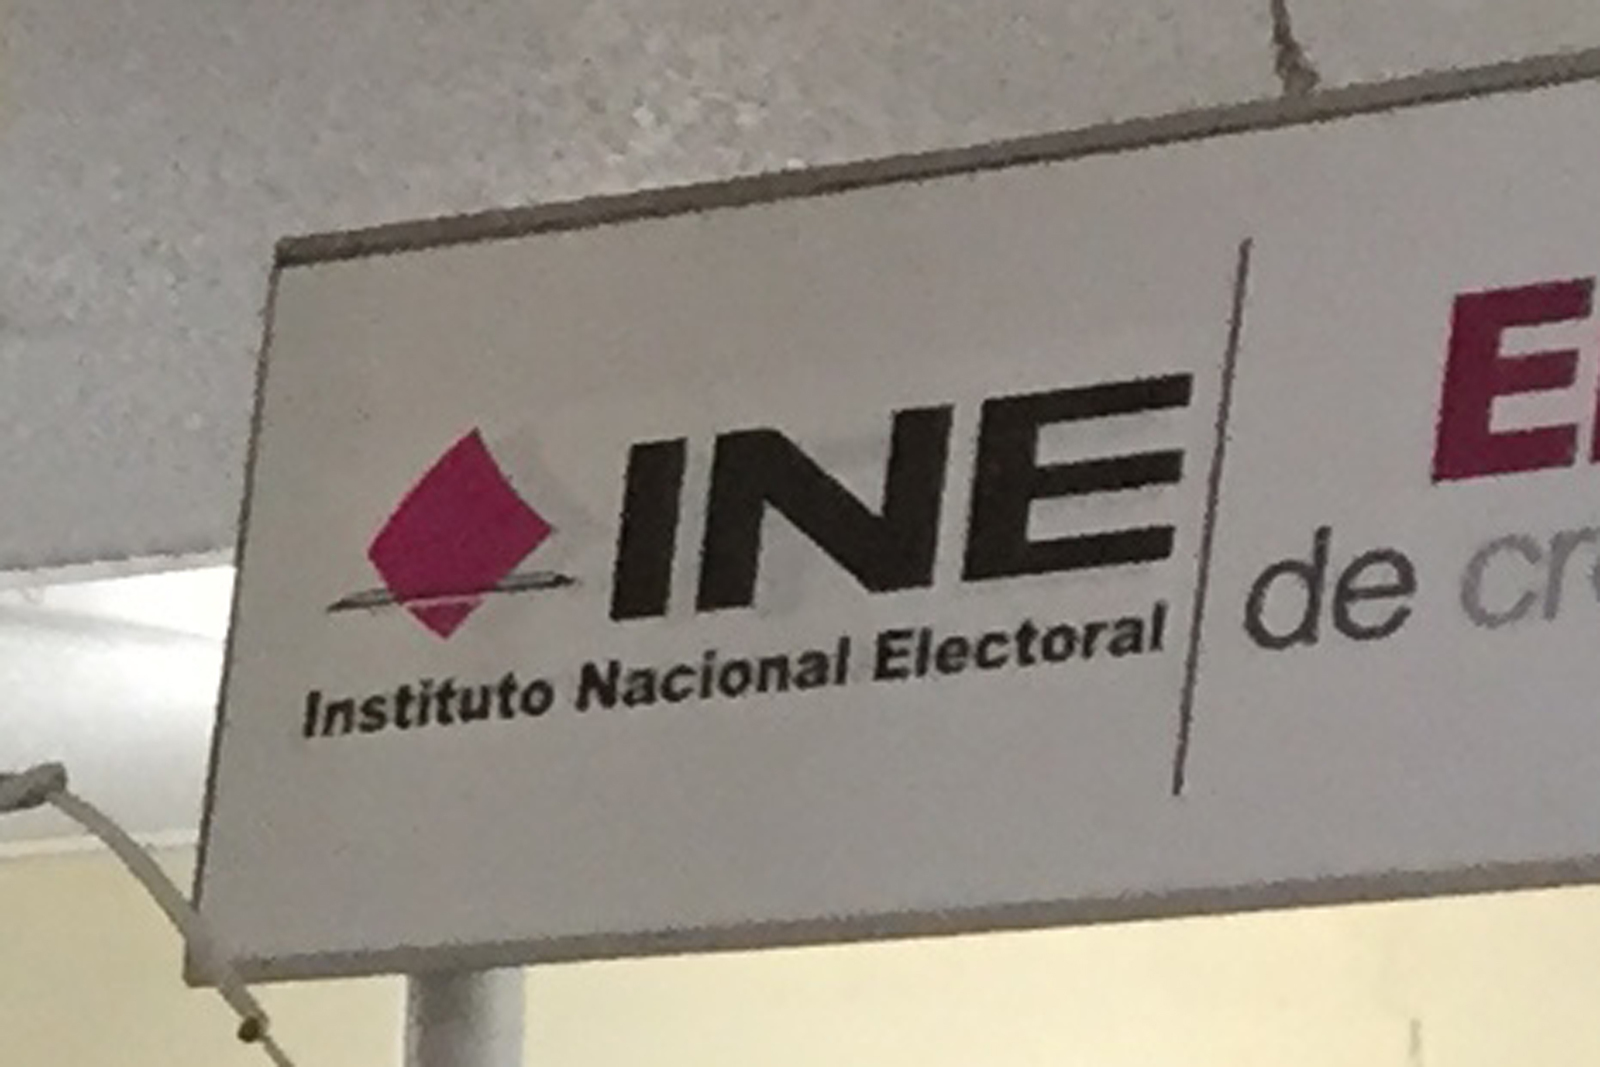 INE
Instituto Nacional Electoral
de